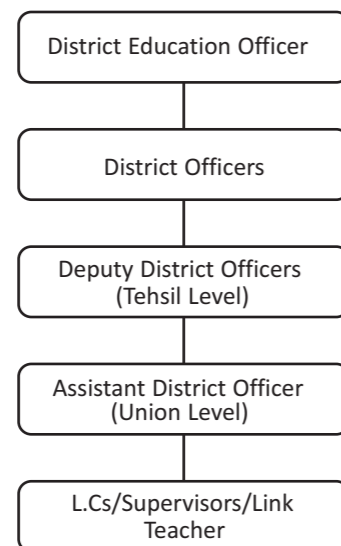 District Education Officer
District Officers
Deputy District Officers
(Tehsil Level)
Assistant District Officer
(Union Level)
L.Cs/Supervisors/Link
Teacher